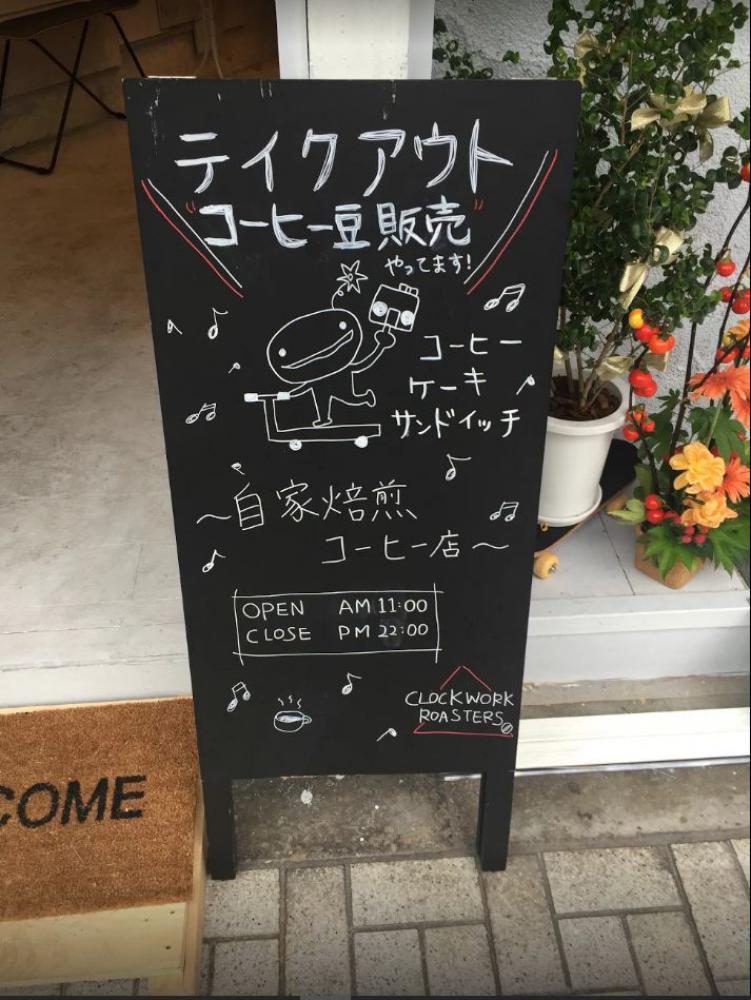 テイクアウト
"コーヒー豆販売"
やってます!
コーヒー
ケーキ
サンドイッチ
〜自家焙煎
コーヒー店〜
OPEN AM 11:00
CLOSE PM 22:00
CLOCKWORK
ROASTERS
COME